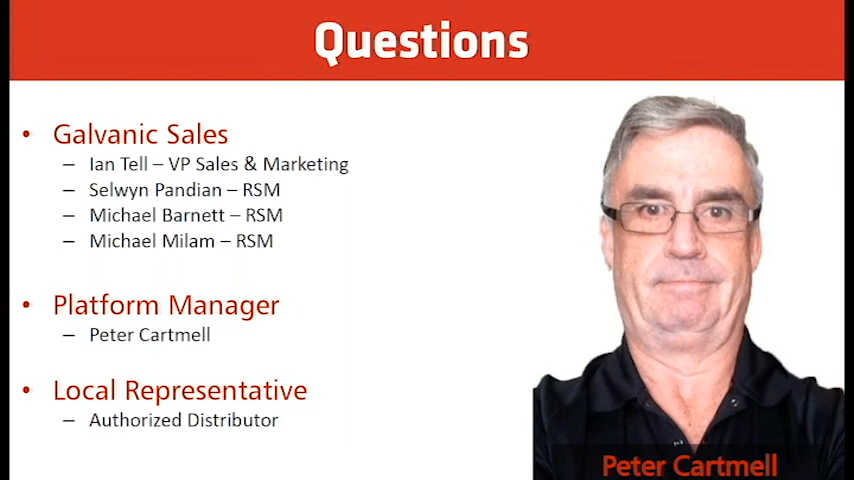 Questions
• Galvanic Sales
– Ian Tell – VP Sales & Marketing
– Selwyn Pandian – RSM
– Michael Barnett – RSM
– Michael Milam – RSM
• Platform Manager
– Peter Cartmell
• Local Representative
– Authorized Distributor
Peter Cartmell